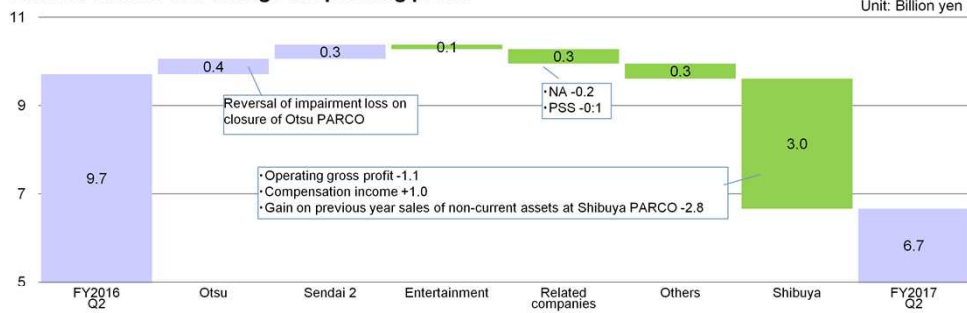 Unit: Billion yen
11
9
7
5
9.7
0.4
0.3
0.1
0.3
0.3
3.0
6.7
Reversal of impairment loss on
closure of Otsu PARCO
・NA -0.2
・PSS -0:1
・Operating gross profit -1.1
・Compensation income +1.0
・Gain on previous year sales of non-current assets at Shibuya PARCO -2.8
FY2016
Q2
Otsu
Sendai 2
Entertainment
Related
companies
Others
Shibuya
FY2017
Q2